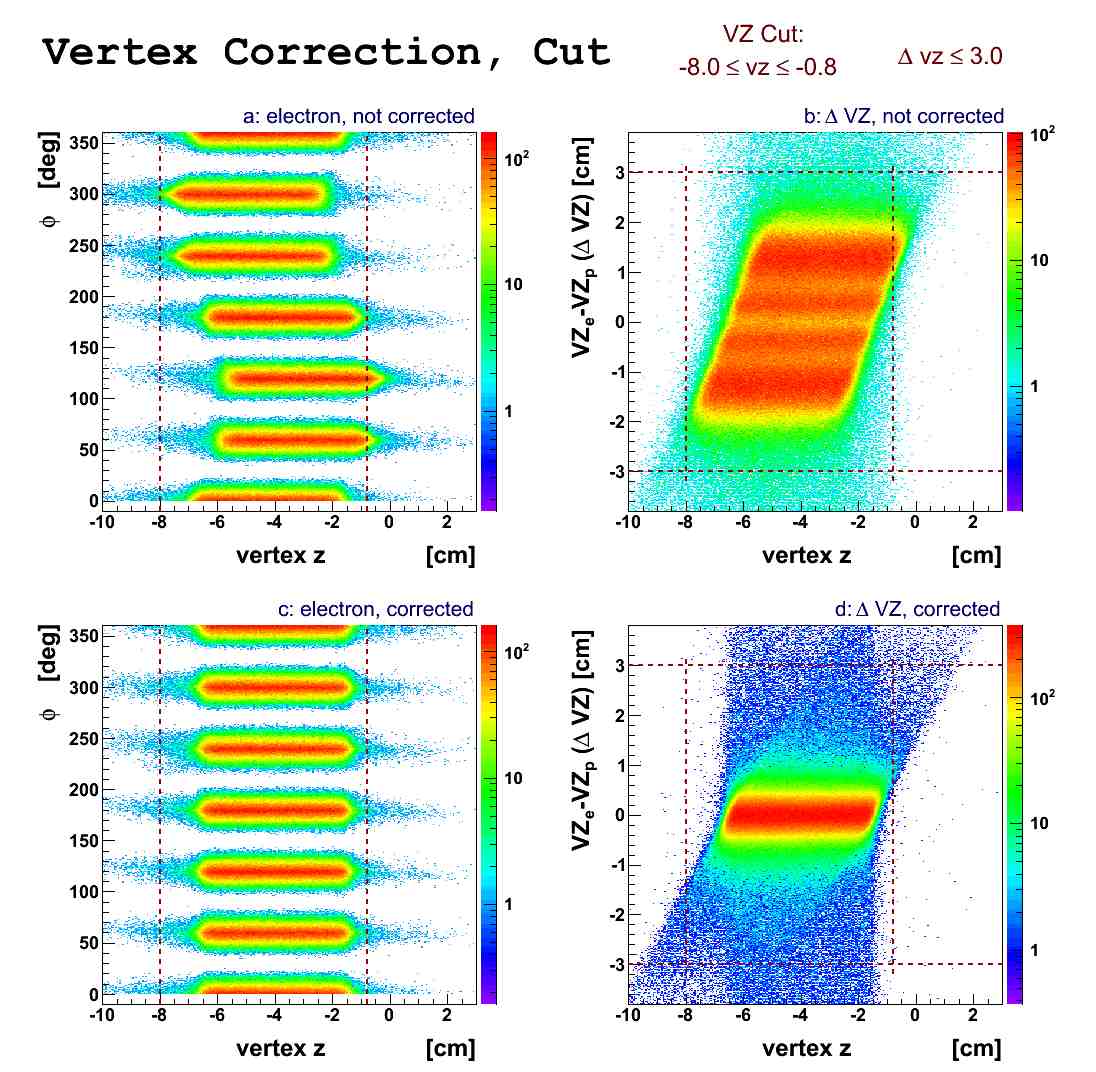 Vertex Correction, Cut
VZ Cut:
-8.0 ≤ vz ≤ -0.8
Δ vz ≤ 3.0
a: electron, not corrected
ϕ [deg]
350
300
250
200
150
100
50
0
-10 -8 -6 -4 -2 0 2
vertex z [cm]
10²
10
1
b: Δ VZ, not corrected
VZe-VZp (Δ VZ) [cm]
3
2
1
0
-1
-2
-3
-10 -8 -6 -4 -2 0 2
vertex z [cm]
10²
10
1
c: electron, corrected
ϕ [deg]
350
300
250
200
150
100
50
0
-10 -8 -6 -4 -2 0 2
vertex z [cm]
10²
10
1
d: Δ VZ, corrected
VZe-VZp (Δ VZ) [cm]
3
2
1
0
-1
-2
-3
-10 -8 -6 -4 -2 0 2
vertex z [cm]
10²
10
1